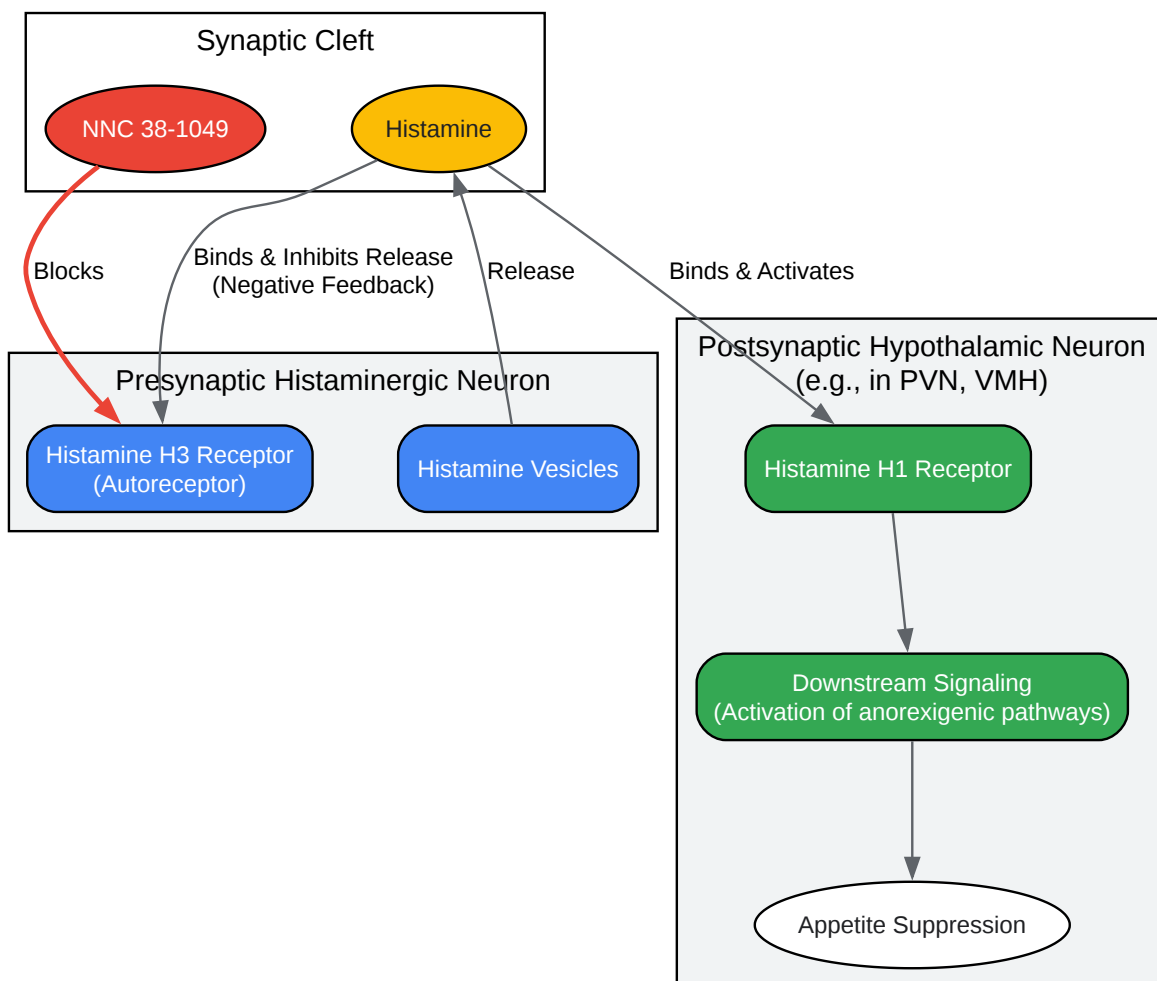 Synaptic Cleft
NNC 38-1049
Histamine
Blocks
Binds & Inhibits Release
(Negative Feedback)
Release
Binds & Activates
Presynaptic Histaminergic Neuron
Histamine H3 Receptor
(Autoreceptor)
Histamine Vesicles
Postsynaptic Hypothalamic Neuron
(e.g., in PVN, VMH)
Histamine H1 Receptor
Downstream Signaling
(Activation of anorexigenic pathways)
Appetite Suppression